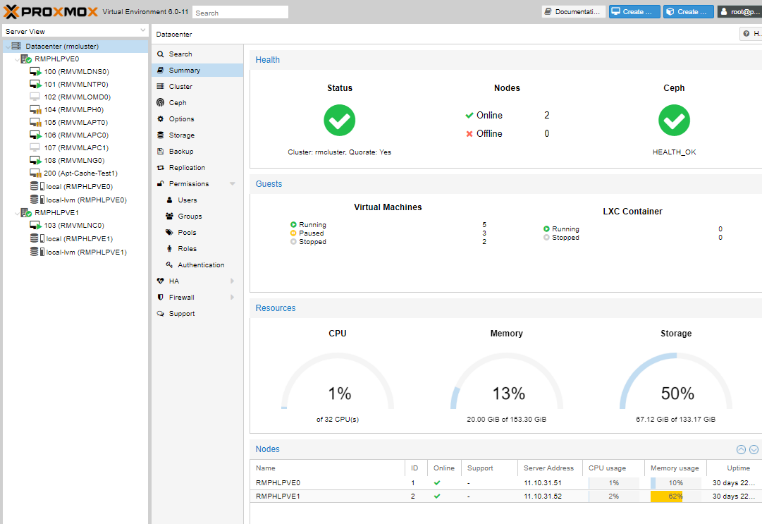 PROXMOX Virtual Environment 6.0-11 Search Documentati... Create ... Create ... root@p...
Server View
Datacenter H...
Datacenter (rmcluster)
RMPHLPVE0
100 (RMVMLDNS0)
101 (RMVMLNTP0)
102 (RMVMLOMD0)
104 (RMVMLPH0)
105 (RMVMLAPT0)
106 (RMVMLAPC0)
107 (RMVMLAPC1)
108 (RMVMLNG0)
200 (Apt-Cache-Test1)
local (RMPHLPVE0)
local-lvm (RMPHLPVE0)
RMPHLPVE1
103 (RMVMLNC0)
local (RMPHLPVE1)
local-lvm (RMPHLPVE1)
Search
Summary
Cluster
Ceph
Options
Storage
Backup
Replication
Permissions
Users
Groups
Pools
Roles
Authentication
HA
Firewall
Support
Health
Status Nodes Ceph
Online 2
Offline 0
Cluster: rmcluster, Quorate: Yes HEALTH_OK
Guests
Virtual Machines LXC Container
Running 5 Running 0
Paused 3 Stopped 0
Stopped 2
Resources
CPU Memory Storage
1% 13% 50%
of 32 CPU(s) 20.00 GiB of 153.30 GiB 67.12 GiB of 133.17 GiB
Nodes
Name ID Online Support Server Address CPU usage Memory usage Uptime
RMPHLPVE0 1 - 11.10.31.51 1% 10% 30 days 22...
RMPHLPVE1 2 - 11.10.31.52 2% 62% 30 days 22...